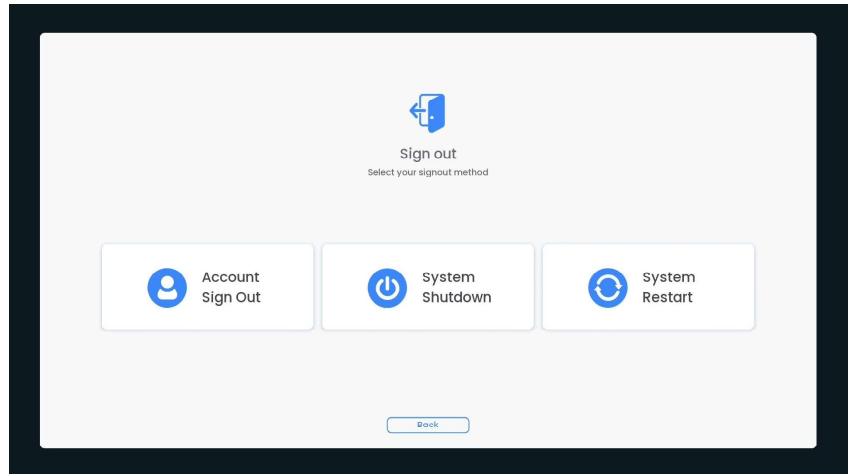 Sign out
Select your signout method
Account
Sign Out
System
Shutdown
System
Restart
Back